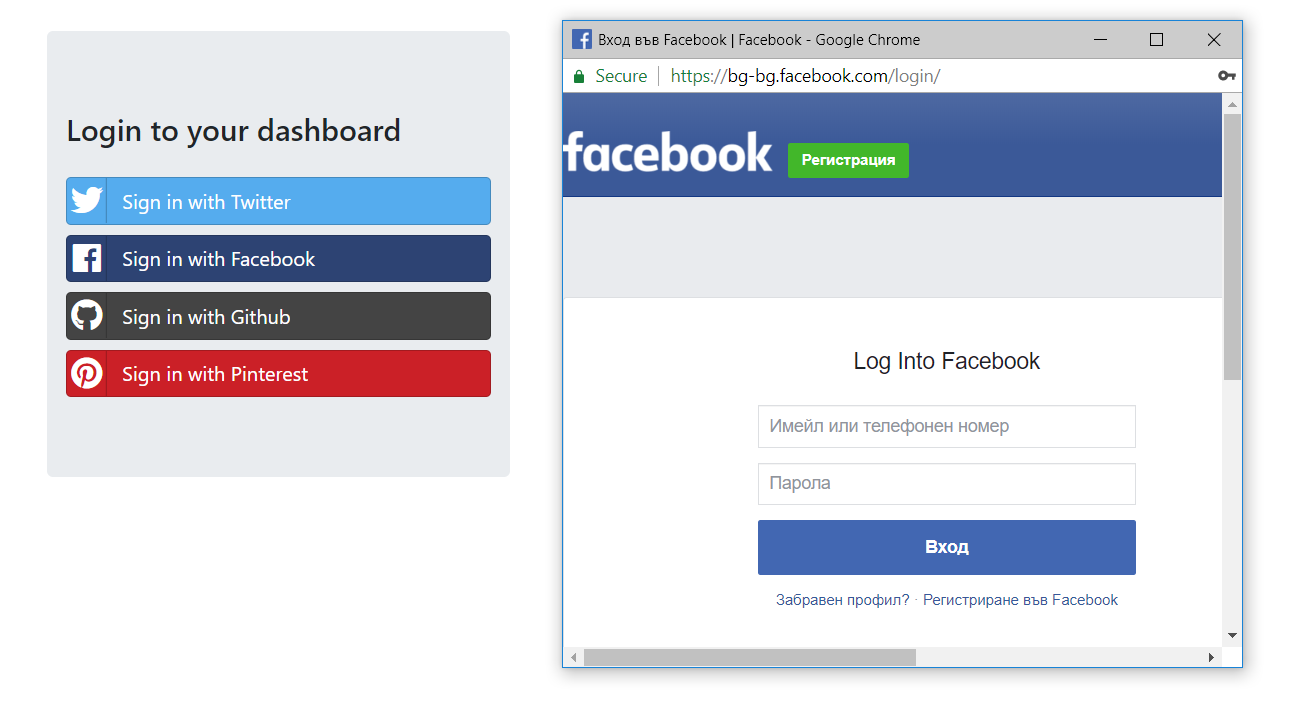 Login to your dashboard
Sign in with Twitter
Sign in with Facebook
Sign in with Github
Sign in with Pinterest
Вход във Facebook | Facebook - Google Chrome
Secure | https://bg-bg.facebook.com/login/
facebook
Регистрация
Log Into Facebook
Имейл или телефонен номер
Парола
Вход
Забравен профил? · Регистриране във Facebook